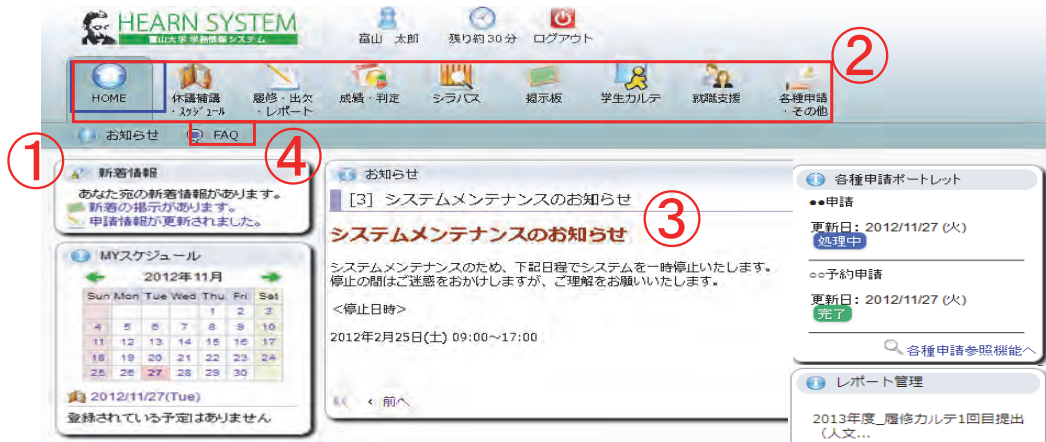 HEARN SYSTEM
富山大学 学務情報システム
富山 太郎
残り約30分
ログアウト
②
HOME
休講補講
・スケジュール
履修・出欠
・レポート
成績・判定
シラバス
掲示板
学生カルテ
就職支援
各種申請
・その他
お知らせ
FAQ
①
④
新着情報
あなた宛の新着情報があります。
新着の掲示があります。
申請情報が更新されました。
MYスケジュール
2012年11月
Sun Mon Tue Wed Thu Fri Sat
1 2 3
4 5 6 7 8 9 10
11 12 13 14 15 16 17
18 19 20 21 22 23 24
25 26 27 28 29 30
2012/11/27(Tue)
登録されている予定はありません
お知らせ
[3] システムメンテナンスのお知らせ
③
システムメンテナンスのお知らせ
システムメンテナンスのため、下記日程でシステムを一時停止いたします。
停止の間はご迷惑をおかけしますが、ご理解をお願いいたします。
<停止日時>
2012年2月25日(土) 09:00～17:00
< 前へ
各種申請ポートレット
●●申請
更新日: 2012/11/27 (火)
処理中
○○予約申請
更新日: 2012/11/27 (火)
完了
各種申請参照機能へ
レポート管理
2013年度_履修カルテ1回目提出
(人文...